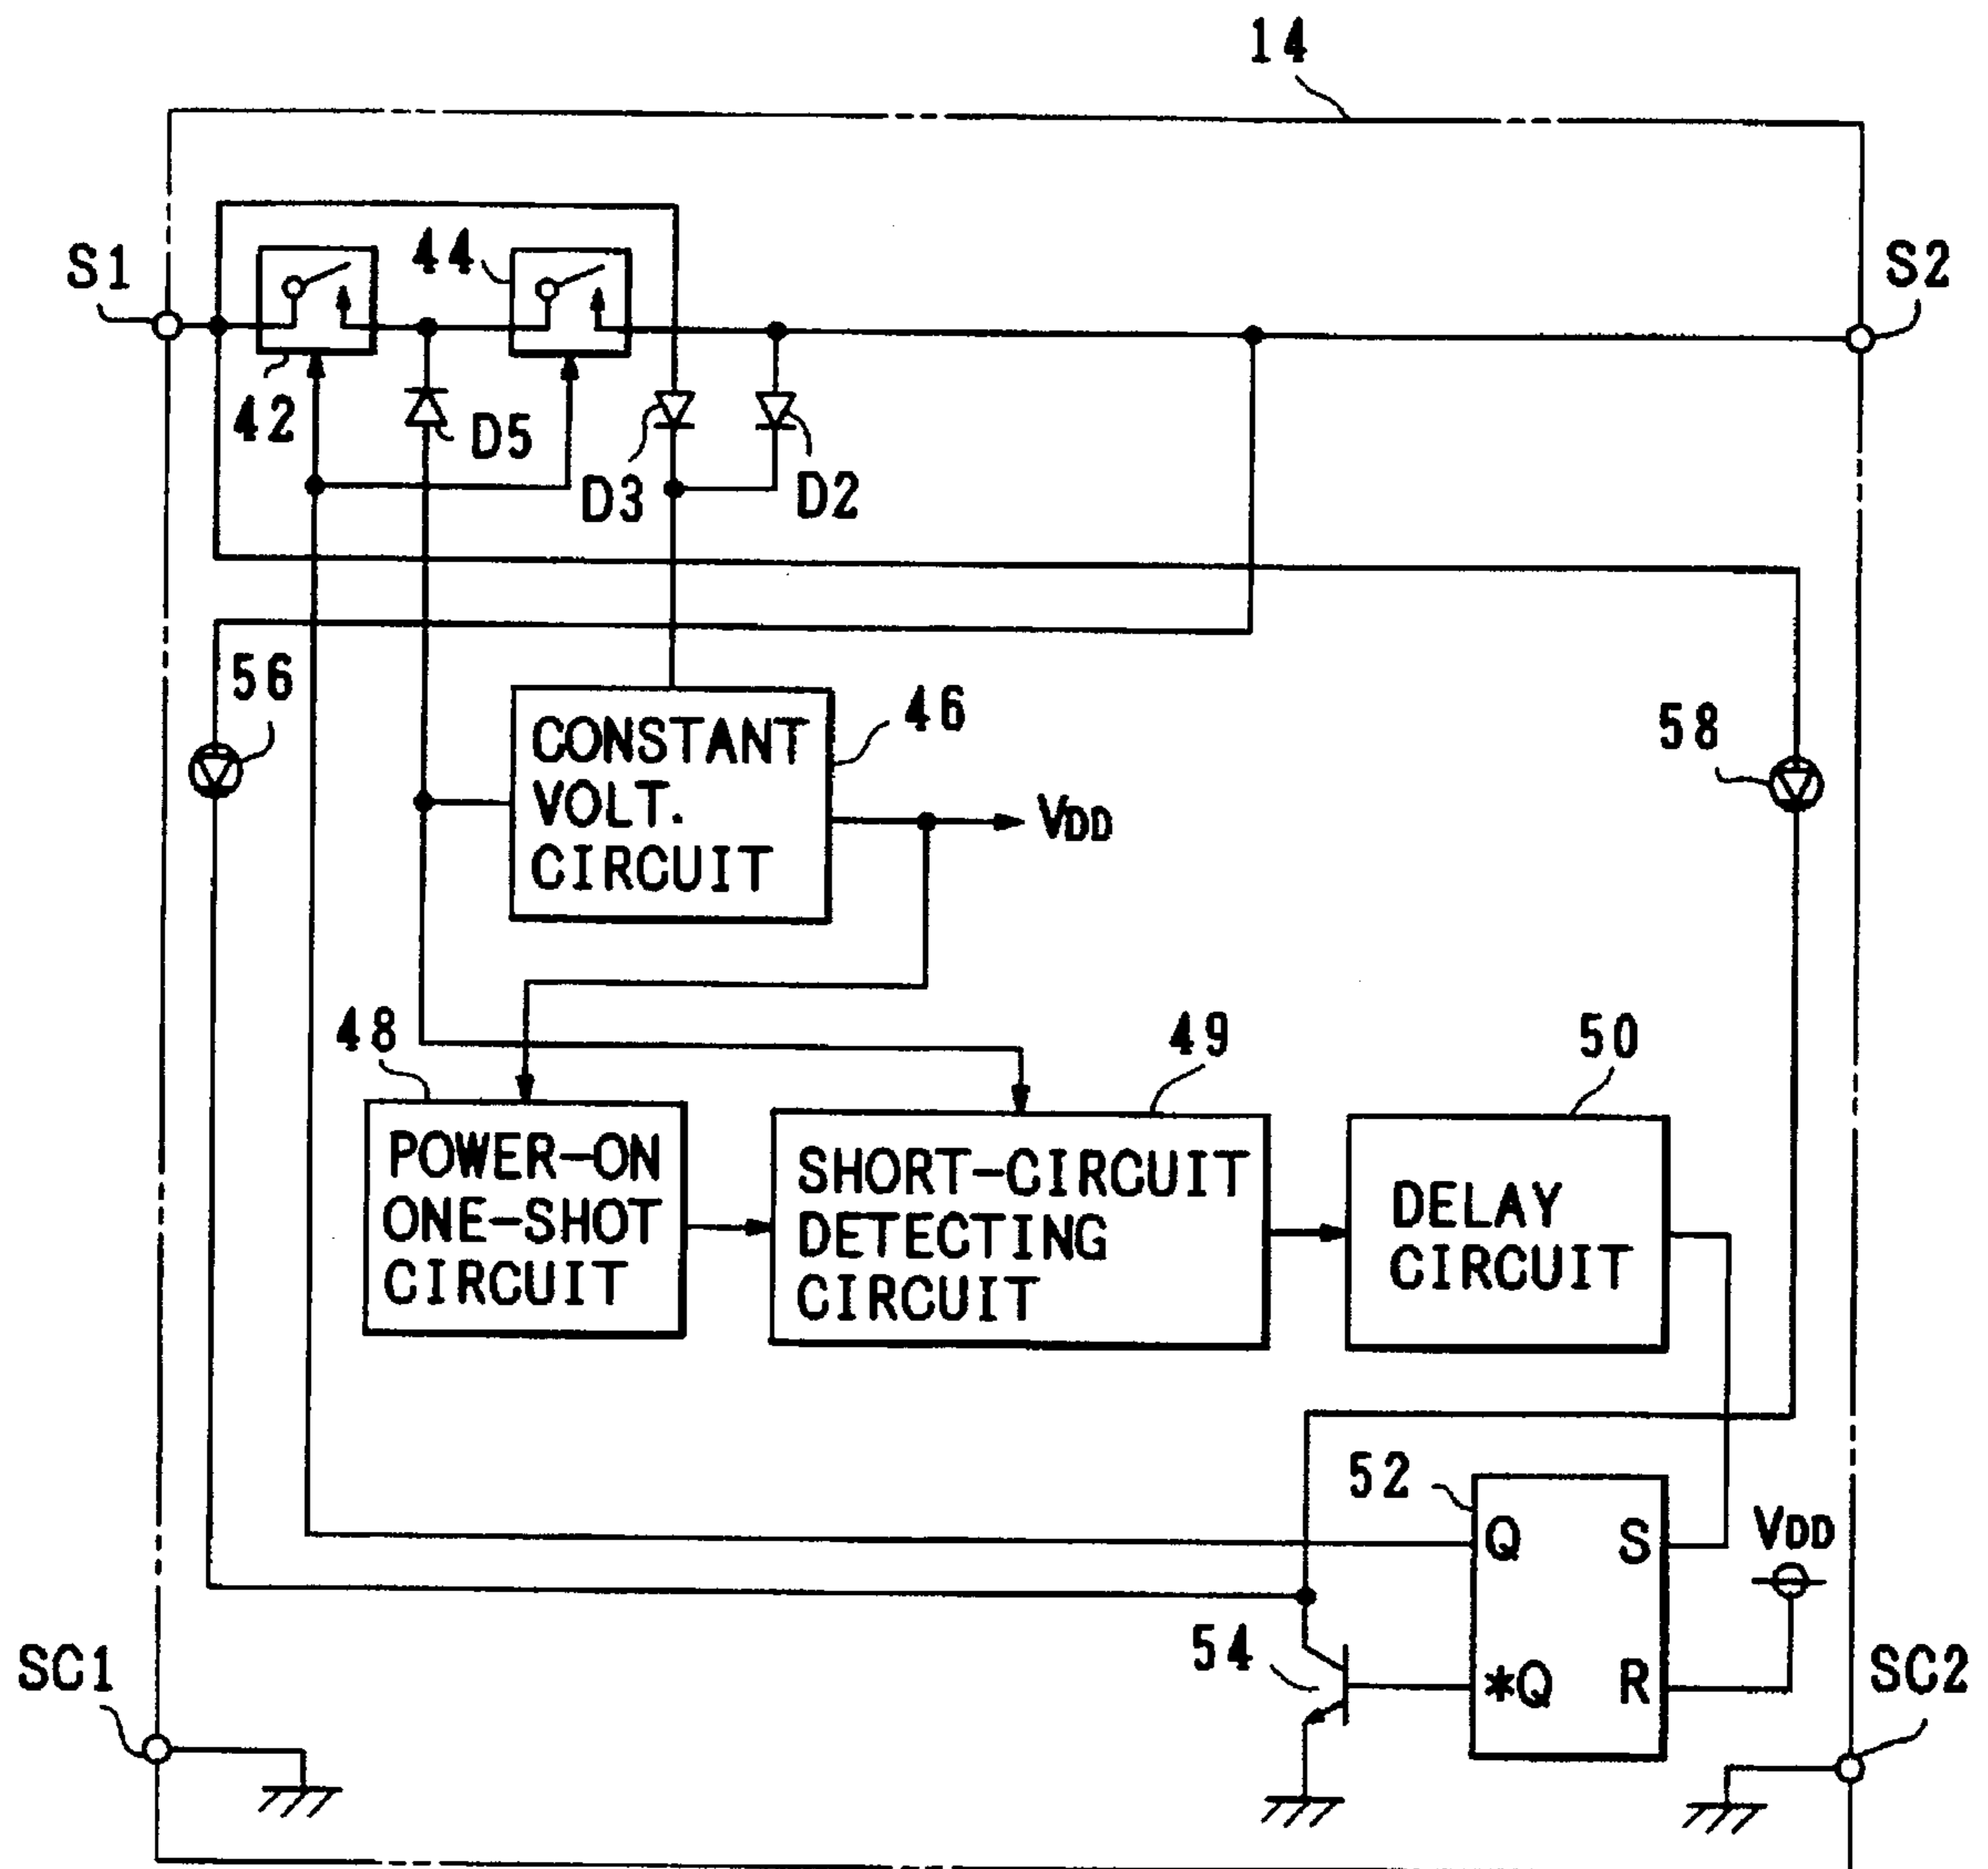 14
S1
44
S2
42
D5
D3
D2
56
CONSTANT
VOLT.
CIRCUIT
46
VDD
58
48
49
50
POWER-ON
ONE-SHOT
CIRCUIT
SHORT-CIRCUIT
DETECTING
CIRCUIT
DELAY
CIRCUIT
52
Q
S
VDD
54
*Q
R
SC1
SC2